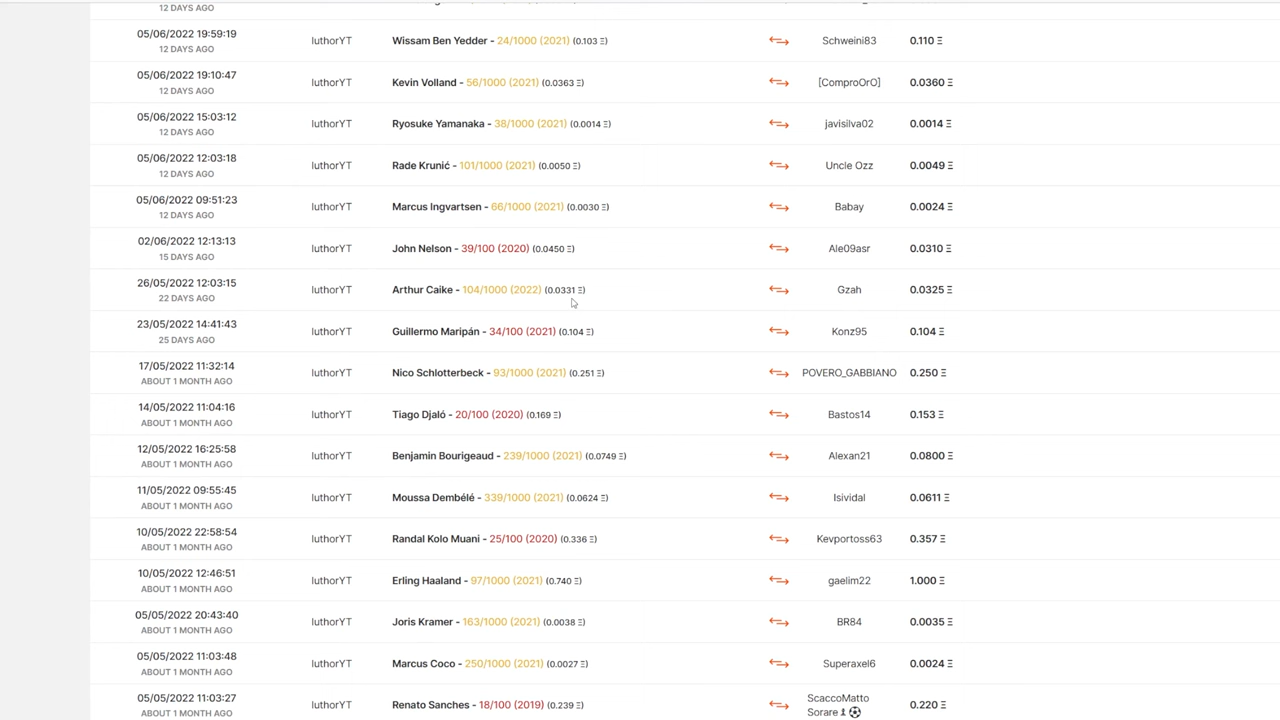 12 DAYS AGO
05/06/2022 19:59:19
12 DAYS AGO
luthorYT
Wissam Ben Yedder - 24/1000 (2021) (0.103 Ξ)
Schweini83
0.110 Ξ
05/06/2022 19:10:47
12 DAYS AGO
luthorYT
Kevin Volland - 56/1000 (2021) (0.0363 Ξ)
[ComproOrO]
0.0360 Ξ
05/06/2022 15:03:12
12 DAYS AGO
luthorYT
Ryosuke Yamanaka - 38/1000 (2021) (0.0014 Ξ)
javisilva02
0.0014 Ξ
05/06/2022 12:03:18
12 DAYS AGO
luthorYT
Rade Krunić - 101/1000 (2021) (0.0050 Ξ)
Uncle Ozz
0.0049 Ξ
05/06/2022 09:51:23
12 DAYS AGO
luthorYT
Marcus Ingvartsen - 66/1000 (2021) (0.0030 Ξ)
Babay
0.0024 Ξ
02/06/2022 12:13:13
15 DAYS AGO
luthorYT
John Nelson - 39/100 (2020) (0.0450 Ξ)
Ale09asr
0.0310 Ξ
26/05/2022 12:03:15
22 DAYS AGO
luthorYT
Arthur Caike - 104/1000 (2022) (0.0331 Ξ)
Gzah
0.0325 Ξ
23/05/2022 14:41:43
25 DAYS AGO
luthorYT
Guillermo Maripán - 34/100 (2021) (0.104 Ξ)
Konz95
0.104 Ξ
17/05/2022 11:32:14
ABOUT 1 MONTH AGO
luthorYT
Nico Schlotterbeck - 93/1000 (2021) (0.251 Ξ)
POVERO_GABBIANO
0.250 Ξ
14/05/2022 11:04:16
ABOUT 1 MONTH AGO
luthorYT
Tiago Djaló - 20/100 (2020) (0.169 Ξ)
Bastos14
0.153 Ξ
12/05/2022 16:25:58
ABOUT 1 MONTH AGO
luthorYT
Benjamin Bourigeaud - 239/1000 (2021) (0.0749 Ξ)
Alexan21
0.0800 Ξ
11/05/2022 09:55:45
ABOUT 1 MONTH AGO
luthorYT
Moussa Dembélé - 339/1000 (2021) (0.0624 Ξ)
Isividal
0.0611 Ξ
10/05/2022 22:58:54
ABOUT 1 MONTH AGO
luthorYT
Randal Kolo Muani - 25/100 (2020) (0.336 Ξ)
Kevportoss63
0.357 Ξ
10/05/2022 12:46:51
ABOUT 1 MONTH AGO
luthorYT
Erling Haaland - 97/1000 (2021) (0.740 Ξ)
gaelim22
1.000 Ξ
05/05/2022 20:43:40
ABOUT 1 MONTH AGO
luthorYT
Joris Kramer - 163/1000 (2021) (0.0038 Ξ)
BR84
0.0035 Ξ
05/05/2022 11:03:48
ABOUT 1 MONTH AGO
luthorYT
Marcus Coco - 250/1000 (2021) (0.0027 Ξ)
Superaxel6
0.0024 Ξ
05/05/2022 11:03:27
ABOUT 1 MONTH AGO
luthorYT
Renato Sanches - 18/100 (2019) (0.239 Ξ)
ScaccoMatto
Sorare♟⚽
0.220 Ξ